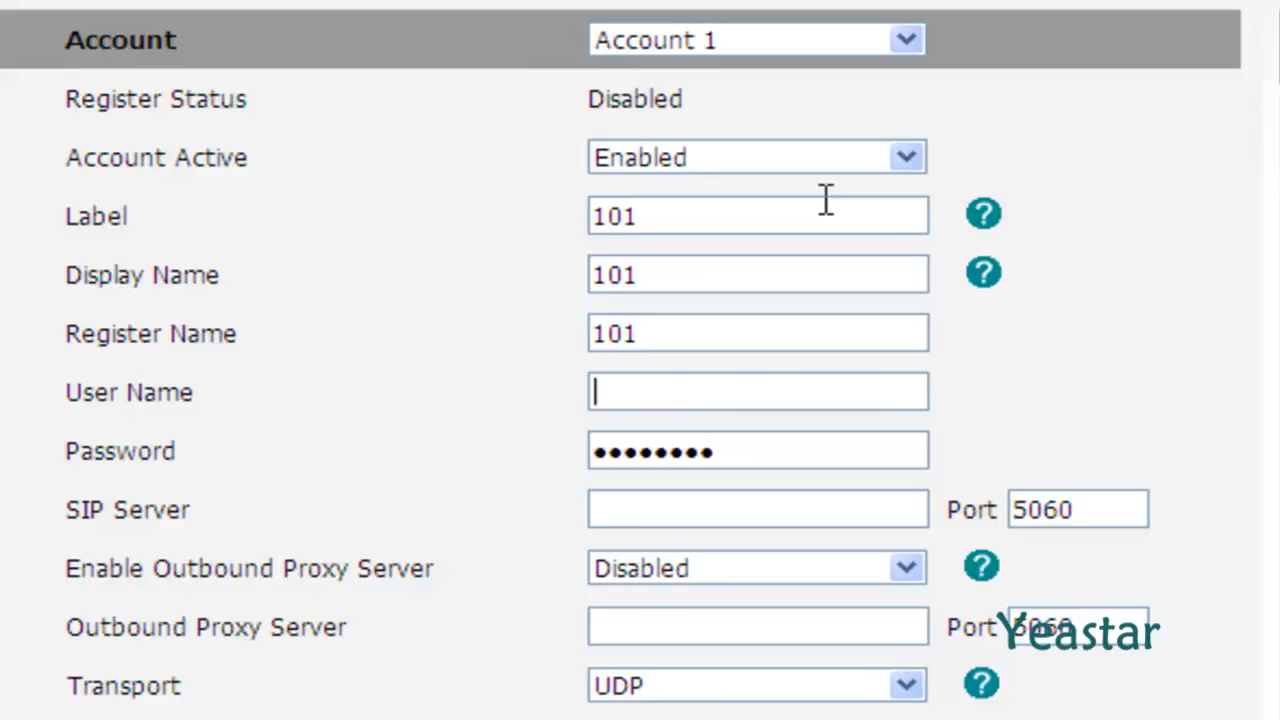 Account Account 1
Register Status Disabled
Account Active Enabled
Label 101 ?
Display Name 101 ?
Register Name 101
User Name
Password ••••••••
SIP Server Port 5060
Enable Outbound Proxy Server Disabled ?
Outbound Proxy Server Port 5060
Yeastar
Transport UDP ?